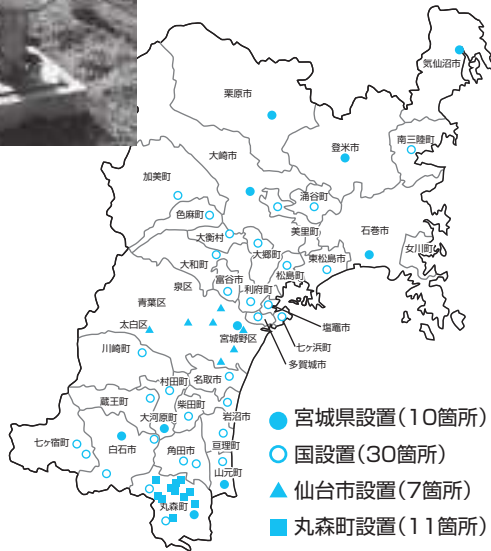 気仙沼市
栗原市
南三陸町
登米市
大崎市
加美町
涌谷町
色麻町
美里町
石巻市
大衡村
大郷町
女川町
東松島市
大和町
松島町
富谷市
泉区
利府町
青葉区
塩竈市
太白区
宮城野区
七ヶ浜町
川崎町
多賀城市
名取市
村田町
蔵王町
柴田町
大河原町
岩沼市
七ヶ宿町
白石市
角田市
亘理町
山元町
丸森町
宮城県設置(10箇所)
国設置(30箇所)
仙台市設置(7箇所)
丸森町設置(11箇所)